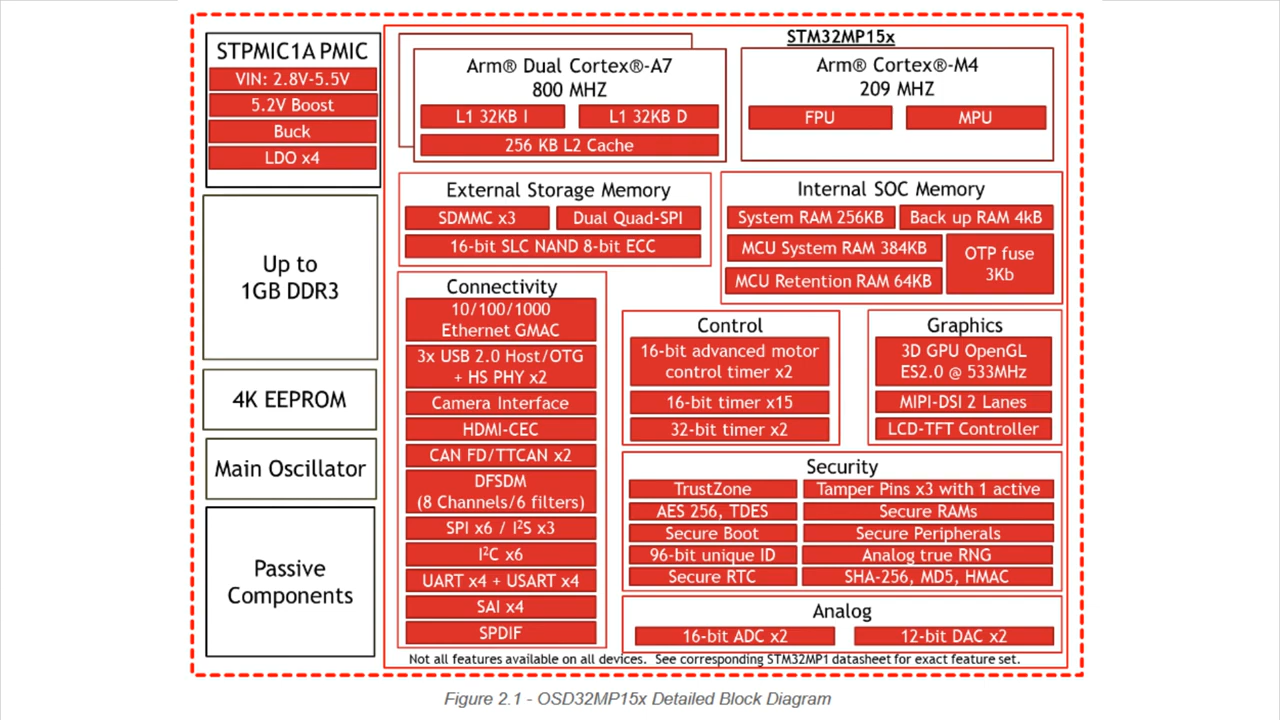 STPMIC1A PMIC
VIN: 2.8V-5.5V
5.2V Boost
Buck
LDO x4
Up to
1GB DDR3
4K EEPROM
Main Oscillator
Passive
Components
STM32MP15x
Arm® Dual Cortex®-A7
800 MHZ
L1 32KB I
L1 32KB D
256 KB L2 Cache
Arm® Cortex®-M4
209 MHZ
FPU
MPU
External Storage Memory
SDMMC x3
Dual Quad-SPI
16-bit SLC NAND 8-bit ECC
Internal SOC Memory
System RAM 256KB
Back up RAM 4kB
MCU System RAM 384KB
MCU Retention RAM 64KB
OTP fuse
3Kb
Connectivity
10/100/1000
Ethernet GMAC
3x USB 2.0 Host/OTG
+ HS PHY x2
Camera Interface
HDMI-CEC
CAN FD/TTCAN x2
DFSDM
(8 Channels/6 filters)
SPI x6 / I²S x3
I²C x6
UART x4 + USART x4
SAI x4
SPDIF
Control
16-bit advanced motor
control timer x2
16-bit timer x15
32-bit timer x2
Graphics
3D GPU OpenGL
ES2.0 @ 533MHz
MIPI-DSI 2 Lanes
LCD-TFT Controller
Security
TrustZone
Tamper Pins x3 with 1 active
AES 256, TDES
Secure RAMs
Secure Boot
Secure Peripherals
96-bit unique ID
Analog true RNG
Secure RTC
SHA-256, MD5, HMAC
Analog
16-bit ADC x2
12-bit DAC x2
Not all features available on all devices. See corresponding STM32MP1 datasheet for exact feature set.
Figure 2.1 - OSD32MP15x Detailed Block Diagram